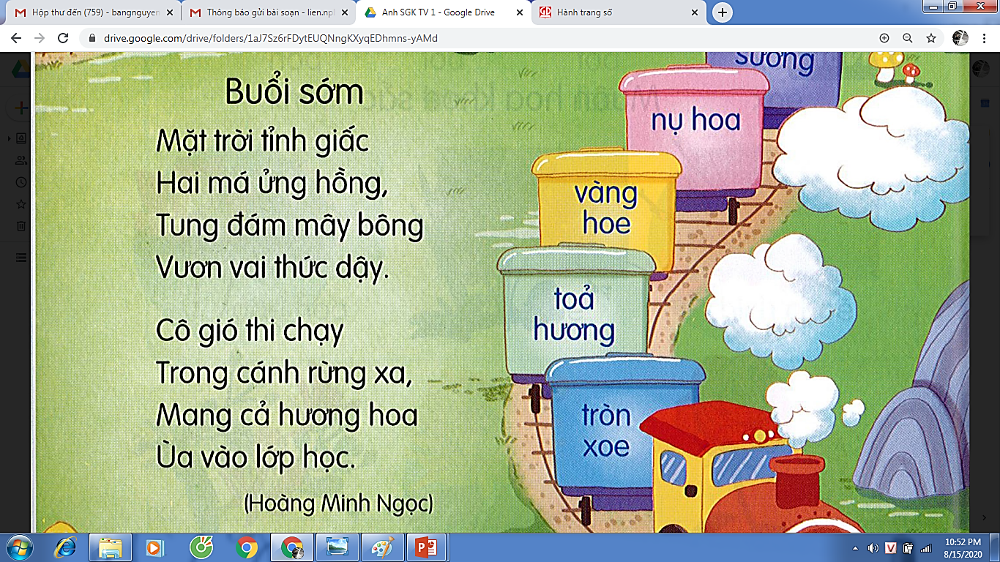 Hộp thư đến (759) - bangnguyen
Thông báo gửi bài soạn - lien.npl
Anh SGK TV 1 - Google Drive
Hành trang số
drive.google.com/drive/folders/1aJ7Sz6rFDytEUQNngKXyqEDhmns-yAMd
Buổi sớm
Mặt trời tỉnh giấc
Hai má ửng hồng,
Tung đám mây bông
Vươn vai thức dậy.
Cô gió thi chạy
Trong cánh rừng xa,
Mang cả hương hoa
Ùa vào lớp học.
(Hoàng Minh Ngọc)
sương
nụ hoa
vàng
hoe
toả
hương
tròn
xoe
10:52 PM
8/15/2020